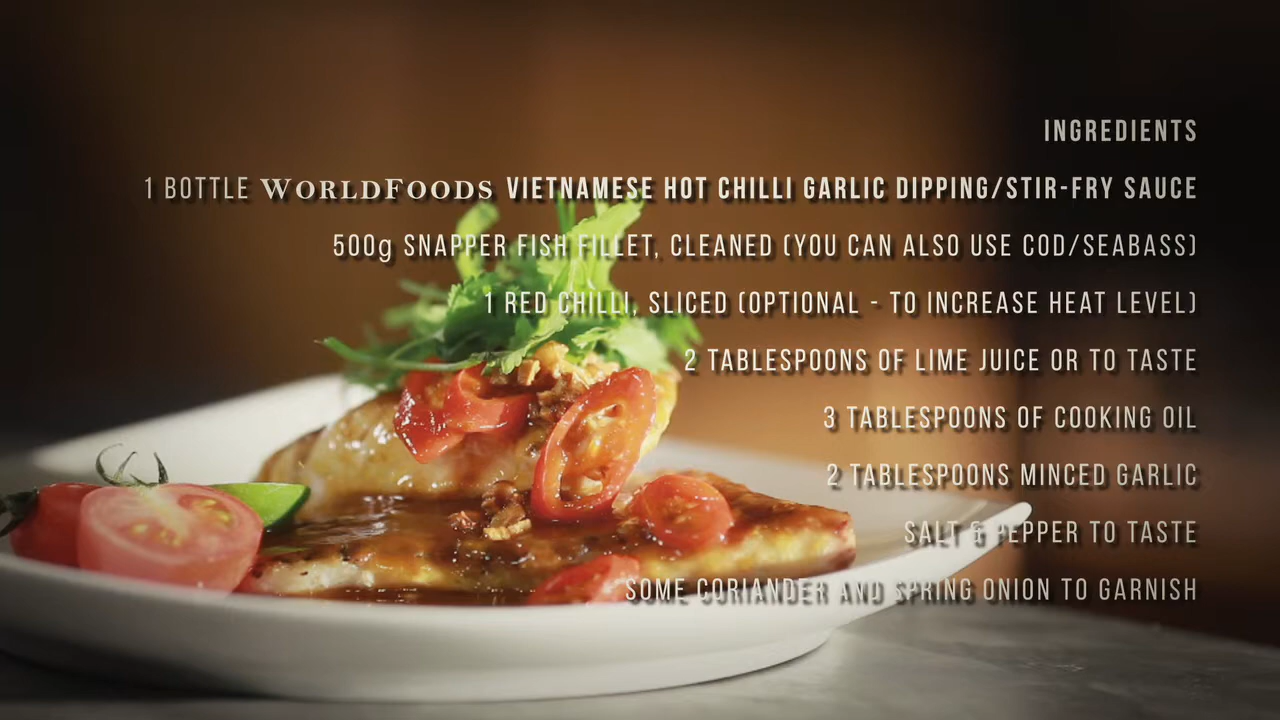 INGREDIENTS
1 BOTTLE WORLDFOODS VIETNAMESE HOT CHILLI GARLIC DIPPING/STIR-FRY SAUCE
500g SNAPPER FISH FILLET, CLEANED (YOU CAN ALSO USE COD/SEABASS)
1 RED CHILLI, SLICED (OPTIONAL - TO INCREASE HEAT LEVEL)
2 TABLESPOONS OF LIME JUICE OR TO TASTE
3 TABLESPOONS OF COOKING OIL
2 TABLESPOONS MINCED GARLIC
SALT & PEPPER TO TASTE
SOME CORIANDER AND SPRING ONION TO GARNISH